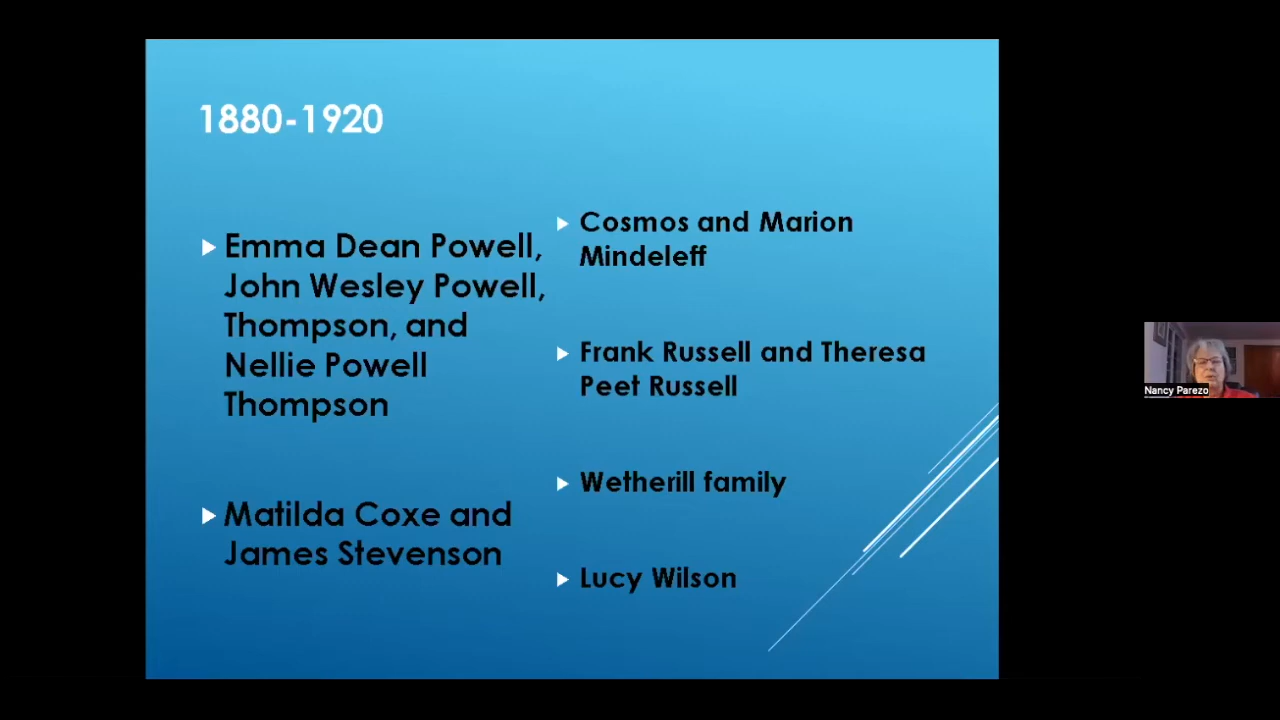 1880-1920
Emma Dean Powell,
John Wesley Powell,
Thompson, and
Nellie Powell
Thompson
Matilda Coxe and
James Stevenson
Cosmos and Marion
Mindeleff
Frank Russell and Theresa
Peet Russell
Wetherill family
Lucy Wilson
Nancy Parezo